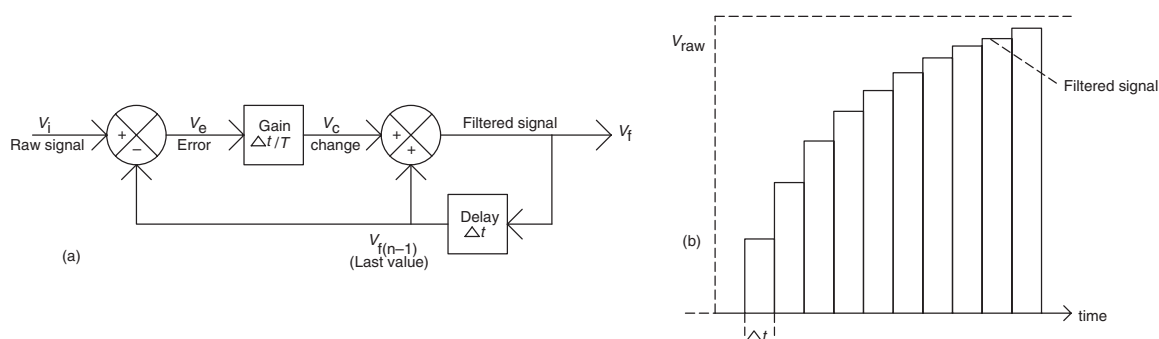 Vi
Raw signal
+
−
Ve
Error
Gain
△t/T
Vc
change
+
+
Filtered signal
Vf
Delay
△t
Vf(n–1)
(Last value)
(a)
Vraw
Filtered signal
(b)
time
△t